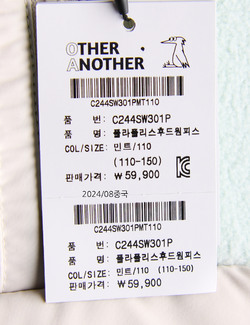 OTHER
ANOTHER
C244SW301PMT110
품 번: C244SW301P
품 명: 플라플리스후드원피스
COL/SIZE: 민트/110
(110-150)
판매가격: ₩ 59,900
2024/08중국
C244SW301PMT110
품 번: C244SW301P
품 명: 플라플리스후드원피스
COL/SIZE: 민트/110 (110-150)
판매가격: ₩ 59,900